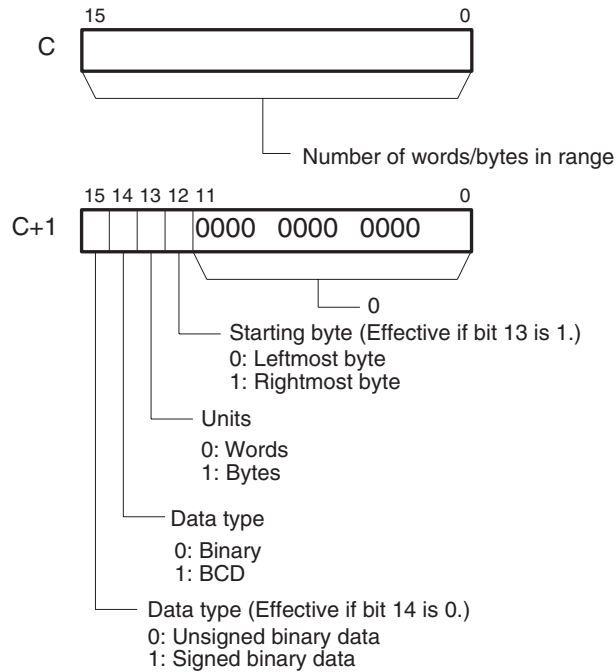 15 0
C
Number of words/bytes in range
15 14 13 12 11 0
C+1 0000 0000 0000
0
Starting byte (Effective if bit 13 is 1.)
0: Leftmost byte
1: Rightmost byte
Units
0: Words
1: Bytes
Data type
0: Binary
1: BCD
Data type (Effective if bit 14 is 0.)
0: Unsigned binary data
1: Signed binary data